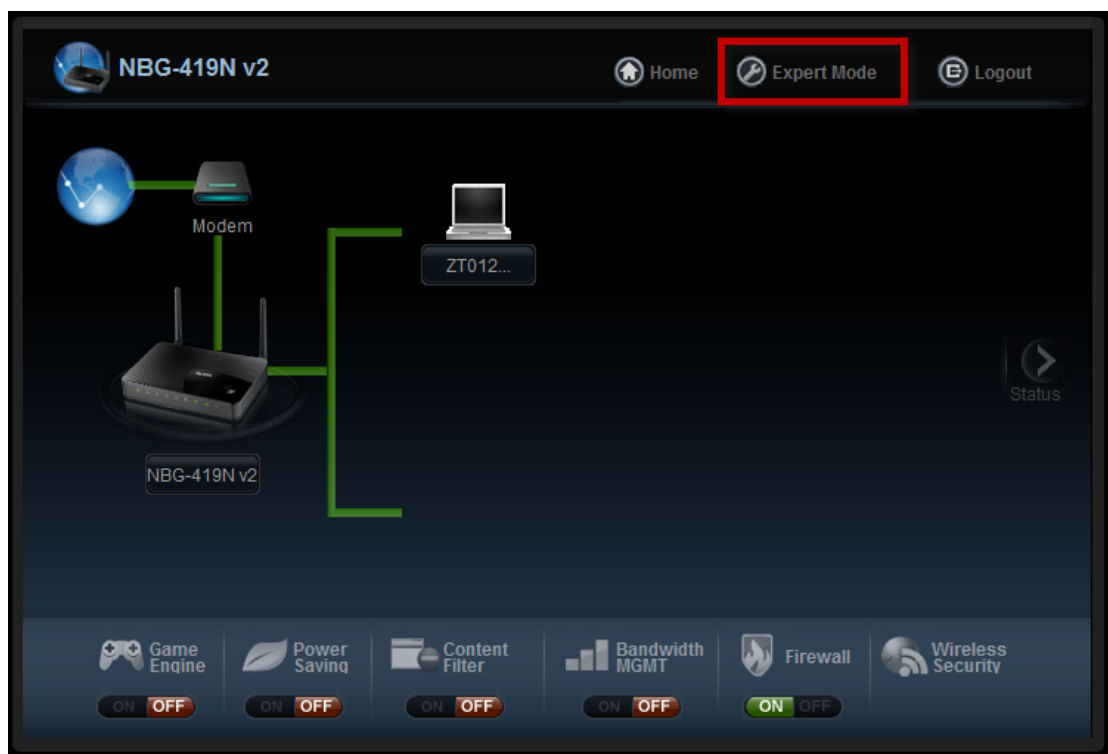 NBG-419N v2
Home
Expert Mode
Logout
Modem
ZT012...
Status
NBG-419N v2
Game
Engine
Power
Saving
Content
Filter
Bandwidth
MGMT
Firewall
Wireless
Security
ON OFF
ON OFF
ON OFF
ON OFF
ON OFF